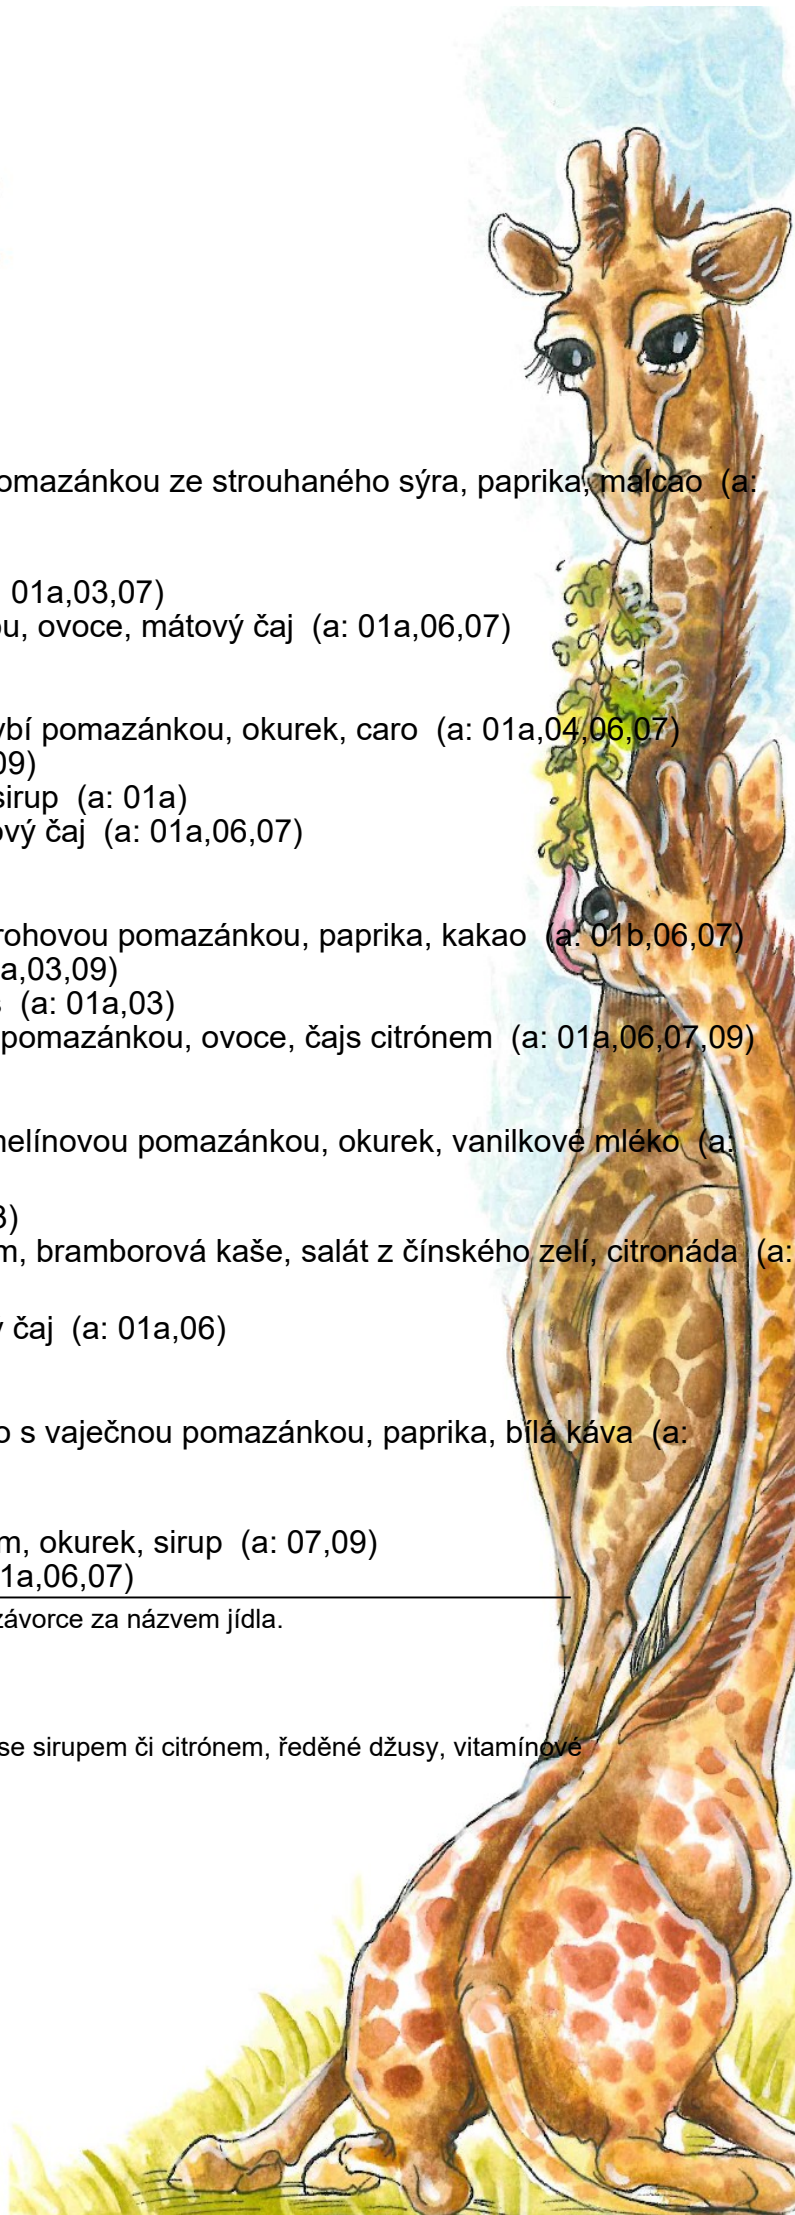 omazánkou ze strouhaného sýra, paprika, malcao (a:
01a,03,07)
ou, ovoce, mátový čaj (a: 01a,06,07)
ybí pomazánkou, okurek, caro (a: 01a,04,06,07)
09)
sirup (a: 01a)
ový čaj (a: 01a,06,07)
rohovou pomazánkou, paprika, kakao (a: 01b,06,07)
a,03,09)
s (a: 01a,03)
pomazánkou, ovoce, čajs citrónem (a: 01a,06,07,09)
nelínovou pomazánkou, okurek, vanilkové mléko (a:
3)
m, bramborová kaše, salát z čínského zelí, citronáda (a:
ý čaj (a: 01a,06)
o s vaječnou pomazánkou, paprika, bílá káva (a:
m, okurek, sirup (a: 07,09)
1a,06,07)
závorce za názvem jídla.
se sirupem či citrónem, ředěné džusy, vitamínové